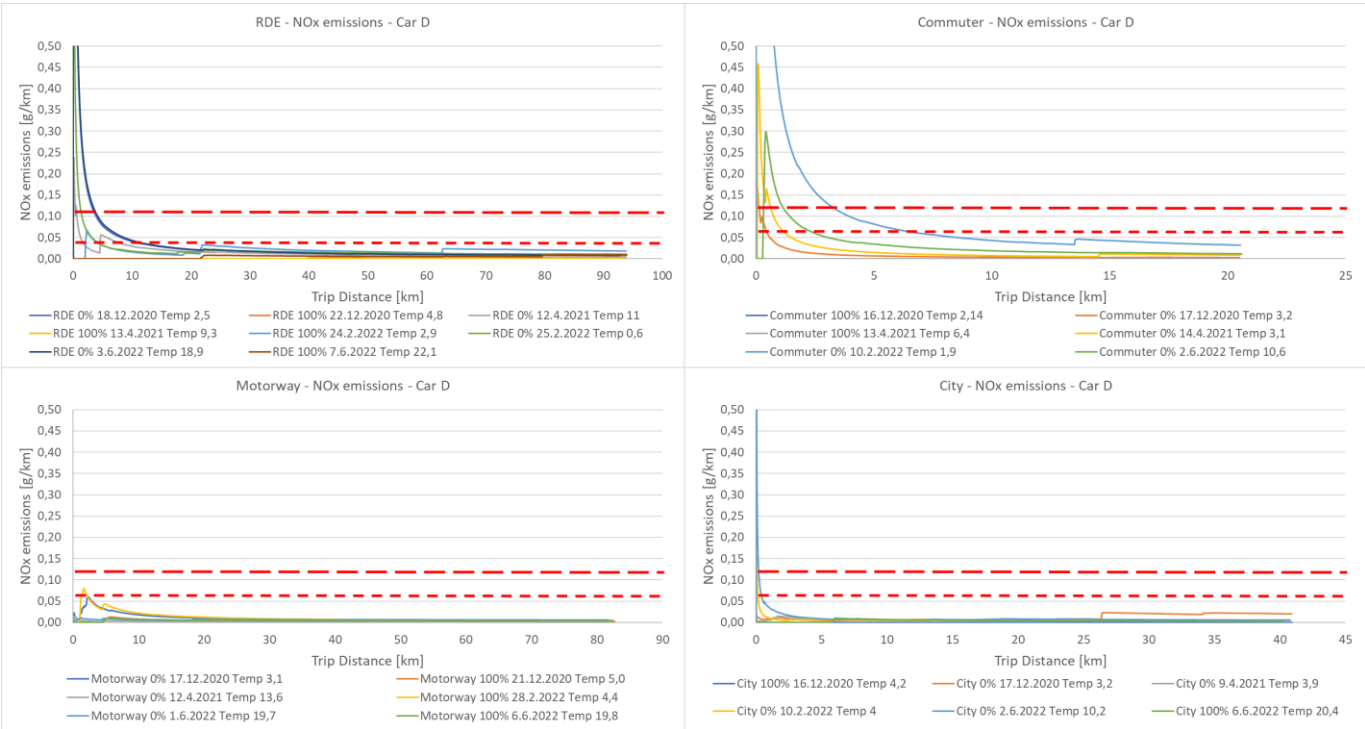 RDE - NOx emissions - Car D
NOx emissions [g/km]
0,50
0,45
0,40
0,35
0,30
0,25
0,20
0,15
0,10
0,05
0,00
0 10 20 30 40 50 60 70 80 90 100
Trip Distance [km]
RDE 0% 18.12.2020 Temp 2,5 RDE 100% 22.12.2020 Temp 4,8 RDE 0% 12.4.2021 Temp 11
RDE 100% 13.4.2021 Temp 9,3 RDE 100% 24.2.2022 Temp 2,9 RDE 0% 25.2.2022 Temp 0,6
RDE 0% 3.6.2022 Temp 18,9 RDE 100% 7.6.2022 Temp 22,1
Commuter - NOx emissions - Car D
NOx emissions [g/km]
0,50
0,45
0,40
0,35
0,30
0,25
0,20
0,15
0,10
0,05
0,00
0 5 10 15 20 25
Trip Distance [km]
Commuter 100% 16.12.2020 Temp 2,14 Commuter 0% 17.12.2020 Temp 3,2
Commuter 100% 13.4.2021 Temp 6,4 Commuter 0% 14.4.2021 Temp 3,1
Commuter 0% 10.2.2022 Temp 1,9 Commuter 0% 2.6.2022 Temp 10,6
Motorway - NOx emissions - Car D
NOx emissions [g/km]
0,50
0,45
0,40
0,35
0,30
0,25
0,20
0,15
0,10
0,05
0,00
0 10 20 30 40 50 60 70 80 90
Trip Distance [km]
Motorway 0% 17.12.2020 Temp 3,1 Motorway 100% 21.12.2020 Temp 5,0
Motorway 0% 12.4.2021 Temp 13,6 Motorway 100% 28.2.2022 Temp 4,4
Motorway 0% 1.6.2022 Temp 19,7 Motorway 100% 6.6.2022 Temp 19,8
City - NOx emissions - Car D
NOx emissions [g/km]
0,50
0,45
0,40
0,35
0,30
0,25
0,20
0,15
0,10
0,05
0,00
0 5 10 15 20 25 30 35 40 45
Trip Distance [km]
City 100% 16.12.2020 Temp 4,2 City 0% 17.12.2020 Temp 3,2 City 0% 9.4.2021 Temp 3,9
City 0% 10.2.2022 Temp 4 City 0% 2.6.2022 Temp 10,2 City 100% 6.6.2022 Temp 20,4